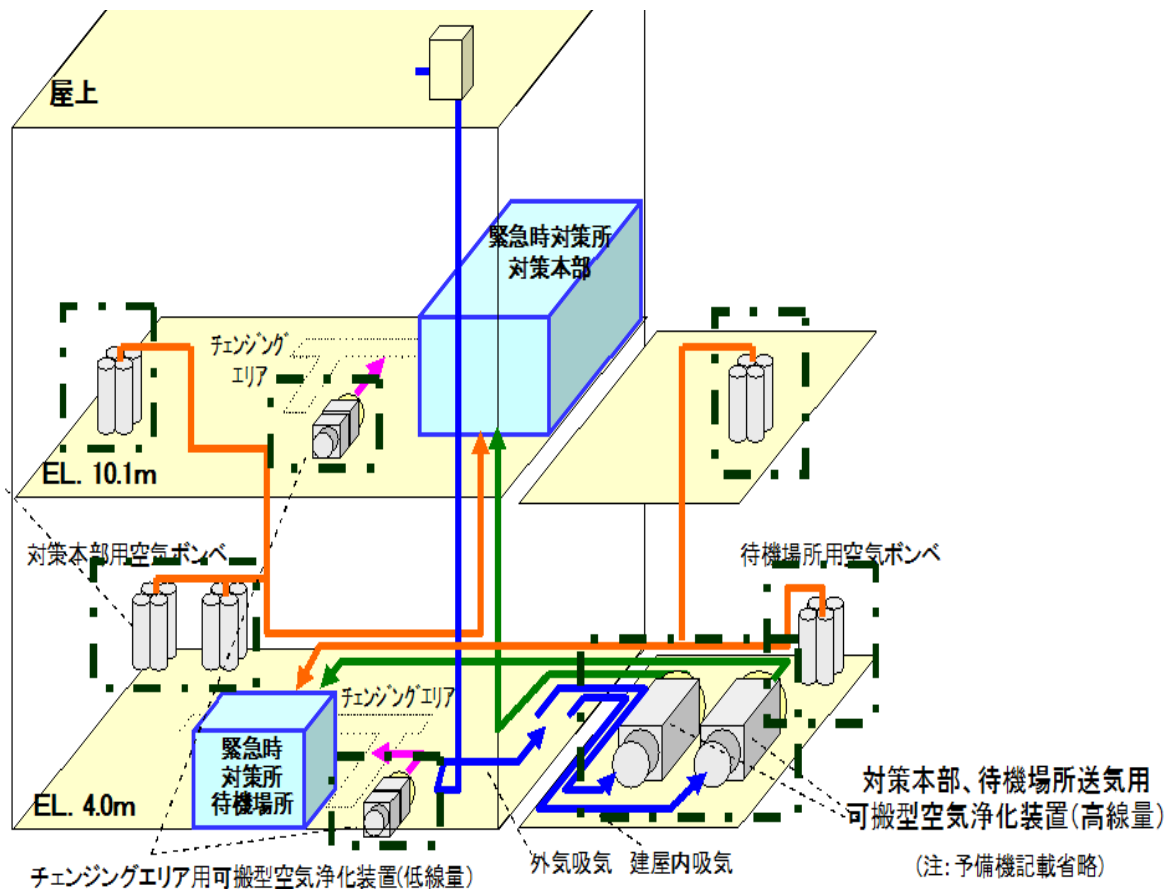 屋上
緊急時対策所
対策本部
チェンジング
エリア
EL. 10.1m
対策本部用空気ボンベ
待機場所用空気ボンベ
チェンジングエリア
緊急時
対策所
待機場所
EL. 4.0m
対策本部、待機場所送気用
可搬型空気浄化装置(高線量)
外気吸気
建屋内吸気
(注:予備機記載省略)
チェンジングエリア用可搬型空気浄化装置(低線量)